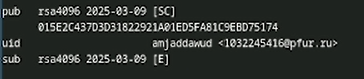 pub   rsa4096 2025-03-09 [SC]
      015E2C437D3D31822921A01ED5FA81C9EBD75174
uid                      amjaddawud <1032245416@pfur.ru>
sub   rsa4096 2025-03-09 [E]